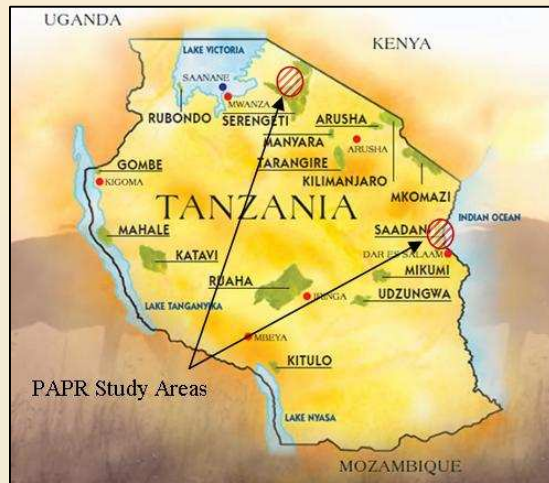 UGANDA
KENYA
LAKE VICTORIA
SAANANE
MWANZA
RUBONDO
SERENGETI
ARUSHA
MANYARA
ARUSHA
TARANGIRE
KILIMANJARO
MKOMAZI
GOMBE
KIGOMA
TANZANIA
INDIAN OCEAN
SAADAN
MAHALE
DAR ES SALAAM
KATAVI
MIKUMI
RUAHA
UDZUNGWA
IRINGA
LAKE TANGANYIKA
MBEYA
KITULO
PAPR Study Areas
LAKE NYASA
MOZAMBIQUE